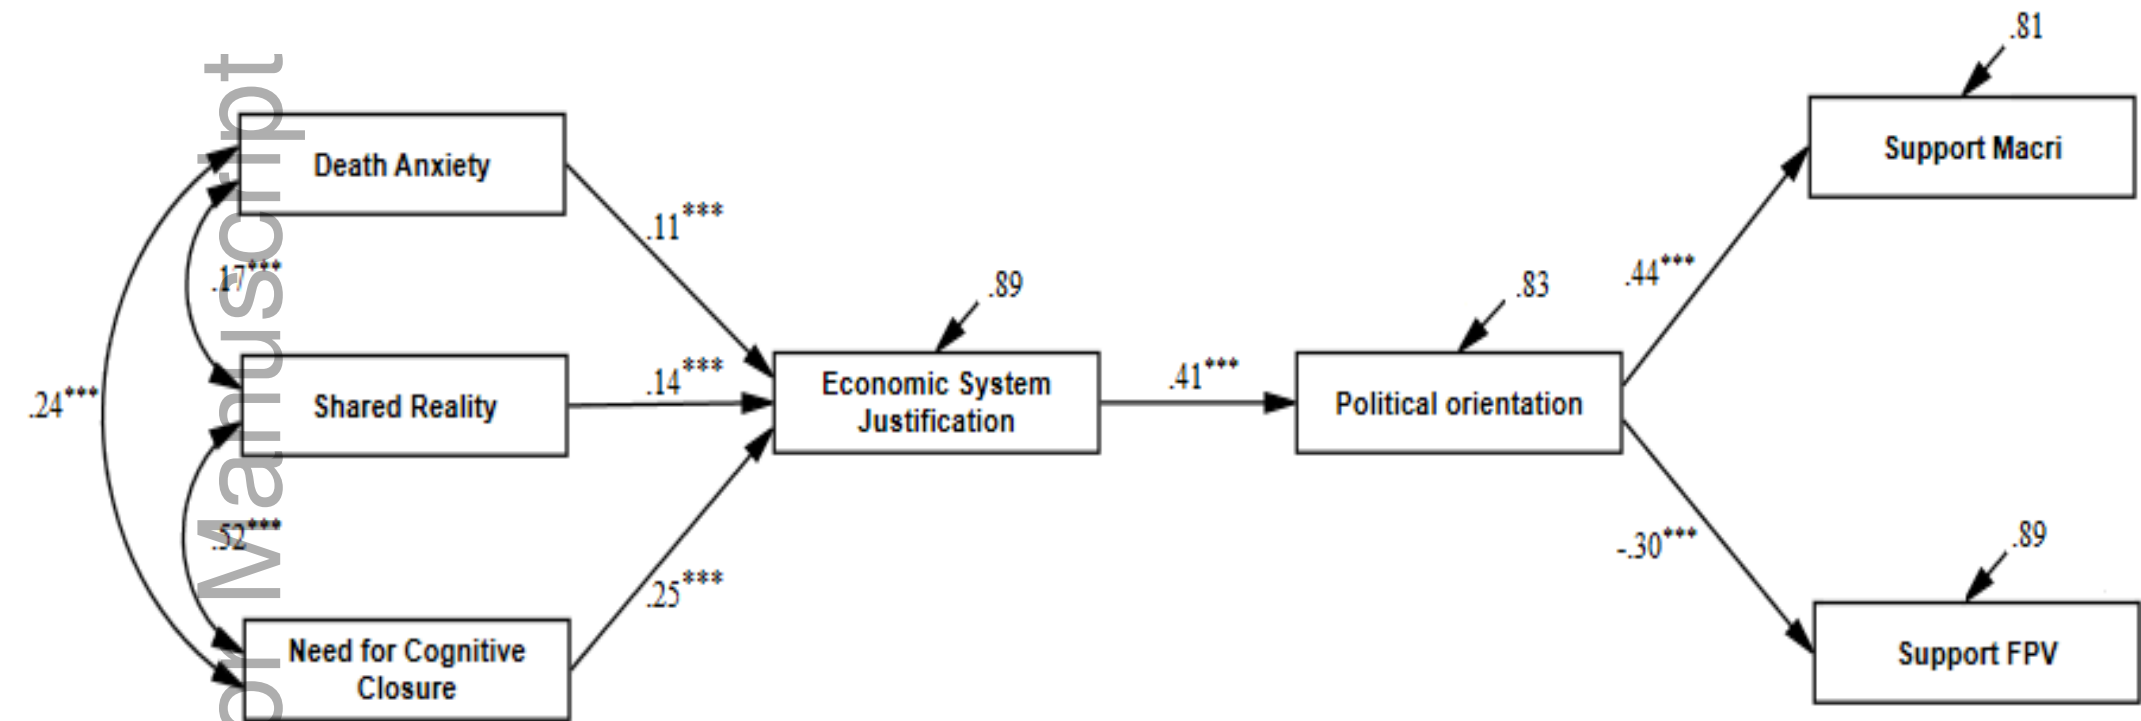 .81
Support Macri
Death Anxiety
.11***
.17***
.44***
.89
.83
.14***
.24***
Shared Reality
Economic System
Justification
.41***
Political orientation
.52***
.25***
-.30***
.89
Need for Cognitive
Closure
Support FPV
Manuscript